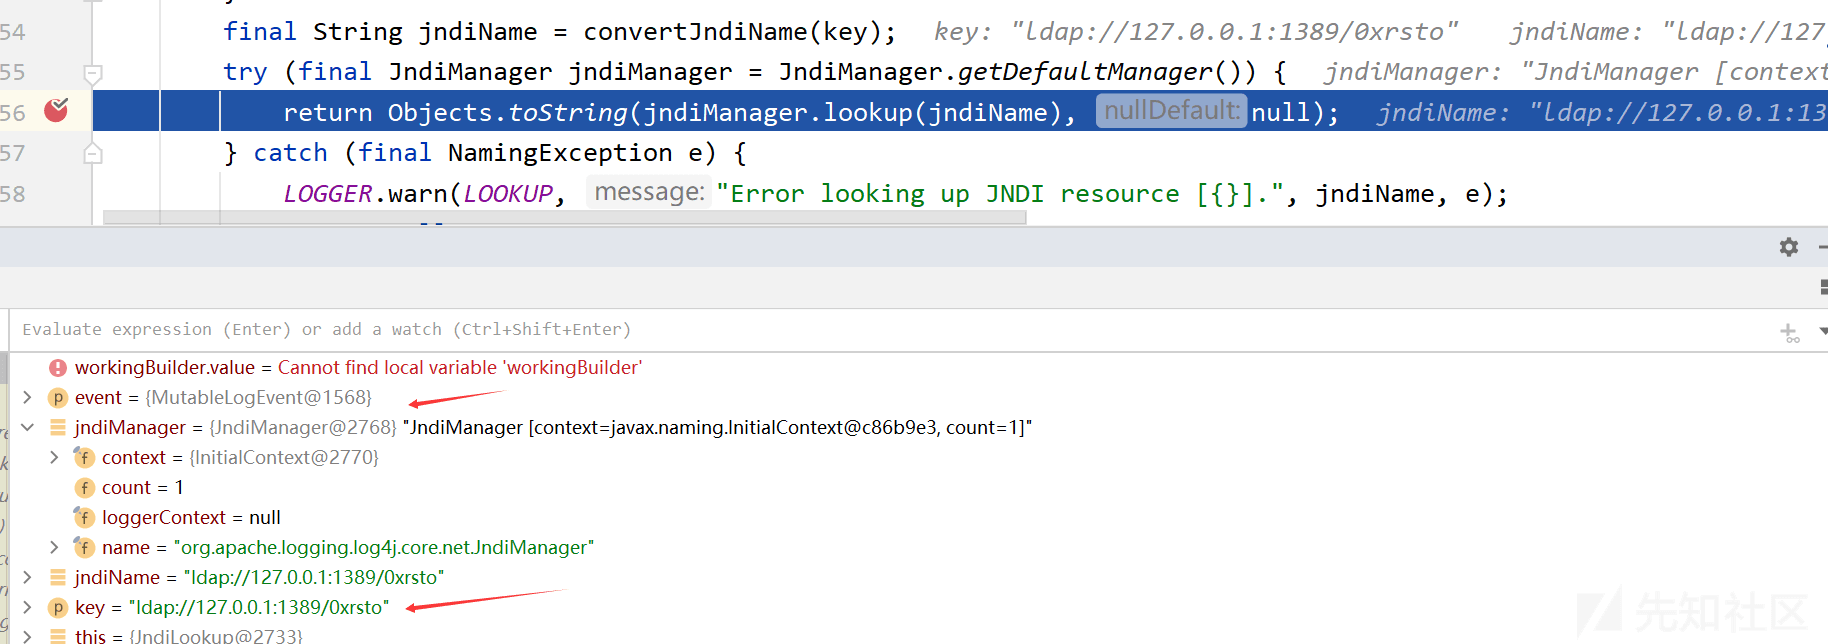 54 final String jndiName = convertJndiName(key); key: "ldap://127.0.0.1:1389/0xrsto" jndiName: "ldap://127.
55 try (final JndiManager jndiManager = JndiManager.getDefaultManager()) { jndiManager: "JndiManager [context
56 return Objects.toString(jndiManager.lookup(jndiName), nullDefault: null); jndiName: "ldap://127.0.0.1:13
57 } catch (final NamingException e) {
58 LOGGER.warn(LOOKUP, message: "Error looking up JNDI resource [{}].", jndiName, e);
Evaluate expression (Enter) or add a watch (Ctrl+Shift+Enter)
workingBuilder.value = Cannot find local variable 'workingBuilder'
event = {MutableLogEvent@1568}
jndiManager = {JndiManager@2768} "JndiManager [context=javax.naming.InitialContext@c86b9e3, count=1]"
context = {InitialContext@2770}
count = 1
loggerContext = null
name = "org.apache.logging.log4j.core.net.JndiManager"
jndiName = "ldap://127.0.0.1:1389/0xrsto"
key = "ldap://127.0.0.1:1389/0xrsto"
this = {JndiLookup@2733}
先知社区